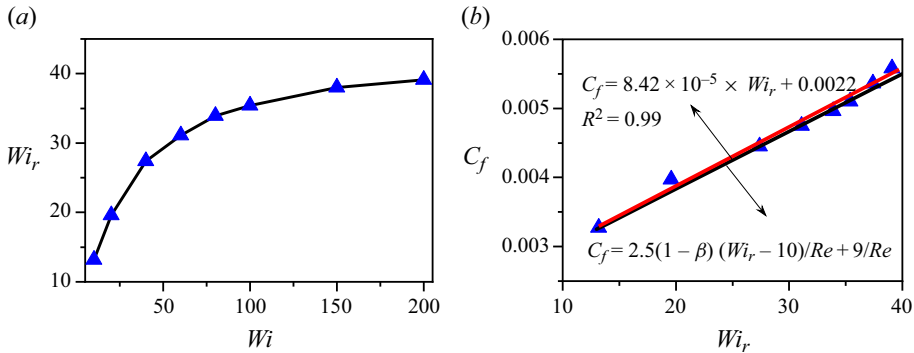 (a)
40
30
20
10
Wi_r
50
100
150
200
Wi
(b)
0.006
0.005
0.004
0.003
C_f
C_f = 8.42 × 10⁻⁵ × Wi_r + 0.0022
R² = 0.99
C_f = 2.5(1 − β) (Wi_r − 10)/Re + 9/Re
10
20
30
40
Wi_r